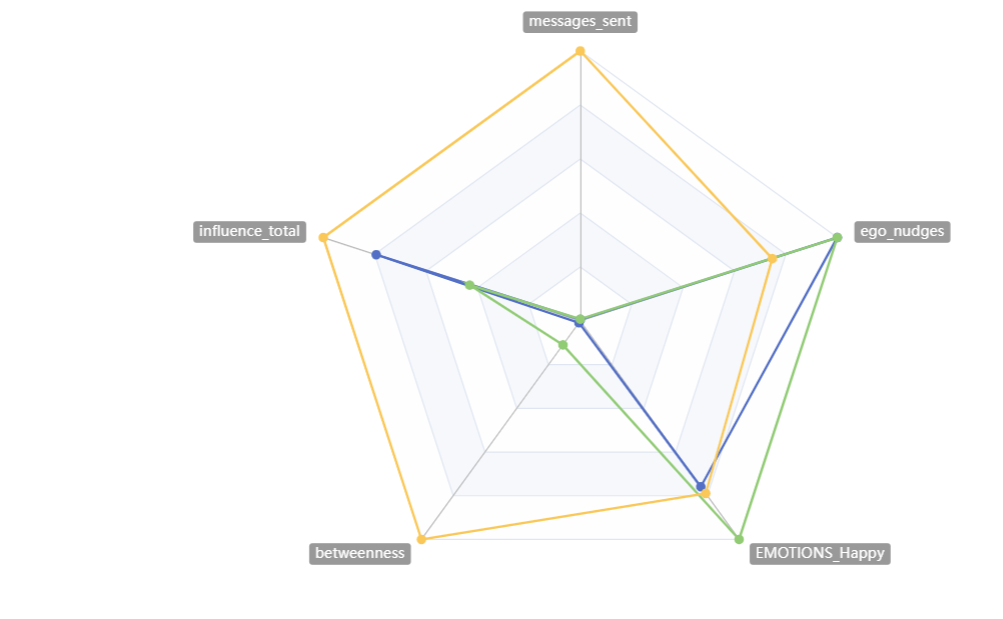 messages_sent
influence_total
ego_nudges
betweenness
EMOTIONS_Happy